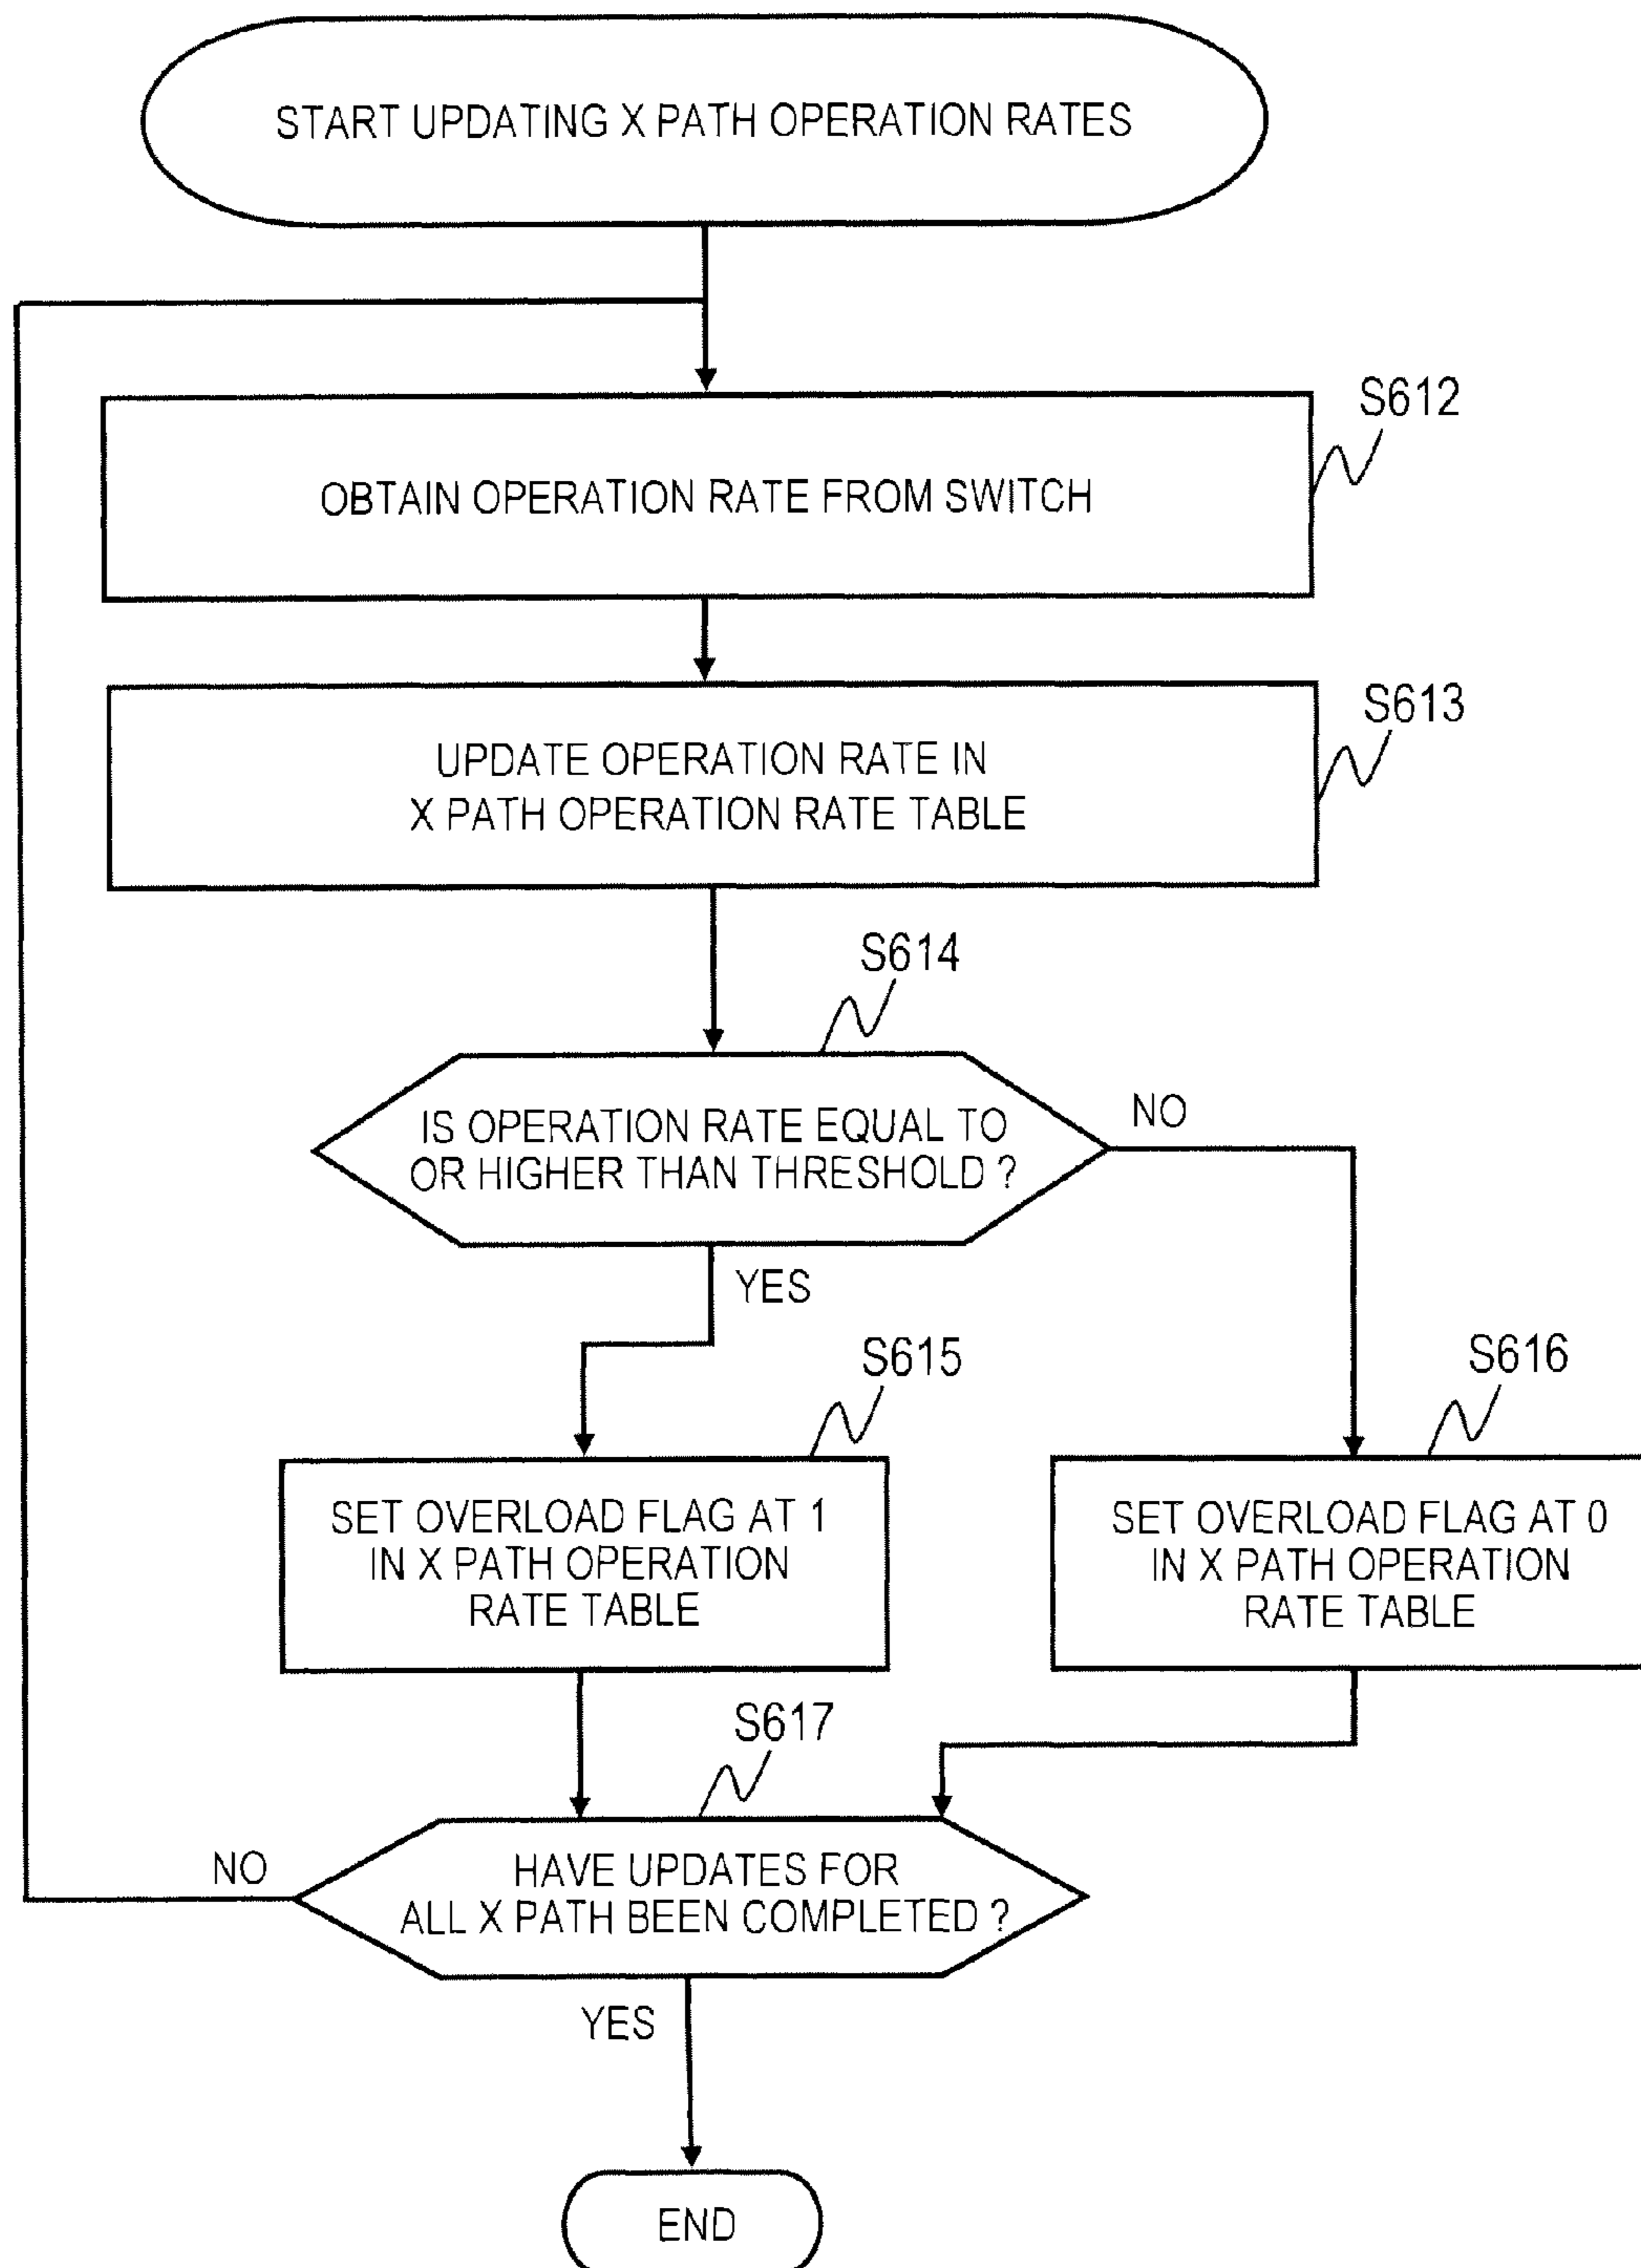 START UPDATING X PATH OPERATION RATES
S612
OBTAIN OPERATION RATE FROM SWITCH
S613
UPDATE OPERATION RATE IN
X PATH OPERATION RATE TABLE
S614
IS OPERATION RATE EQUAL TO
OR HIGHER THAN THRESHOLD ?
NO
YES
S615
S616
SET OVERLOAD FLAG AT 1
IN X PATH OPERATION
RATE TABLE
SET OVERLOAD FLAG AT 0
IN X PATH OPERATION
RATE TABLE
S617
NO
HAVE UPDATES FOR
ALL X PATH BEEN COMPLETED ?
YES
END